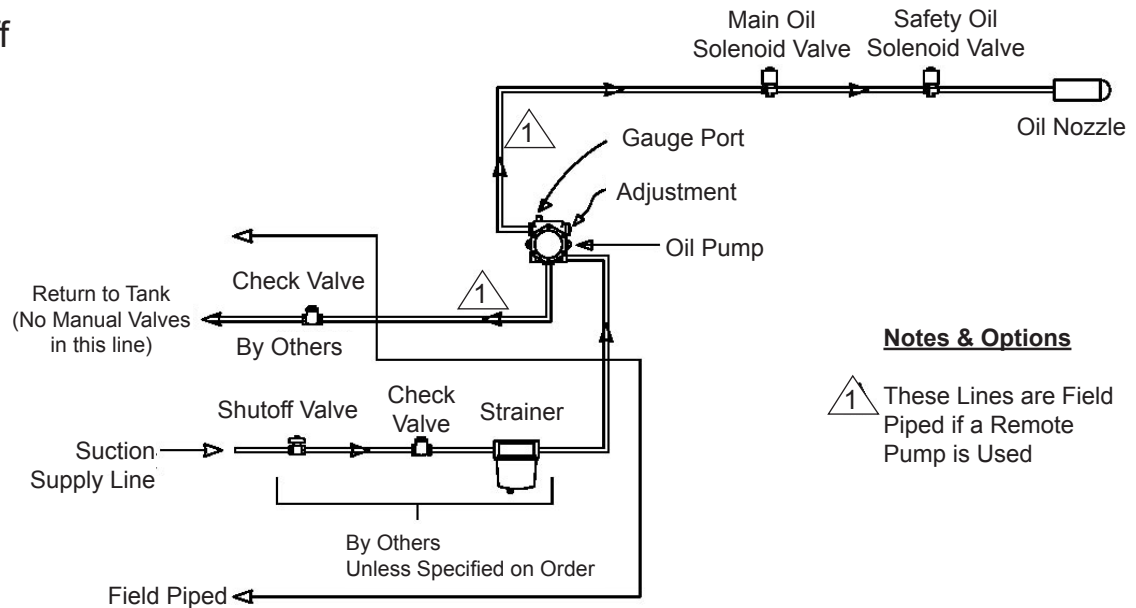 Main Oil
Solenoid Valve
Safety Oil
Solenoid Valve
Oil Nozzle
1
Gauge Port
Adjustment
Oil Pump
Check Valve
1
Return to Tank
(No Manual Valves
in this line)
By Others
Notes & Options
1
These Lines are Field
Piped if a Remote
Pump is Used
Shutoff Valve
Check
Valve
Strainer
Suction
Supply Line
By Others
Unless Specified on Order
Field Piped